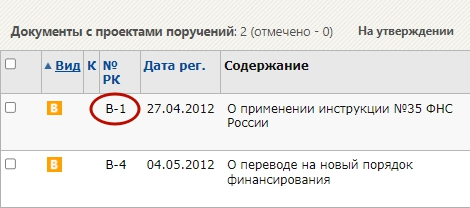 Документы с проектами поручений: 2 (отмечено - 0) На утверждении
Вид К № РК Дата рег. Содержание
В В-1 27.04.2012 О применении инструкции №35 ФНС
России
В В-4 04.05.2012 О переводе на новый порядок
финансирования